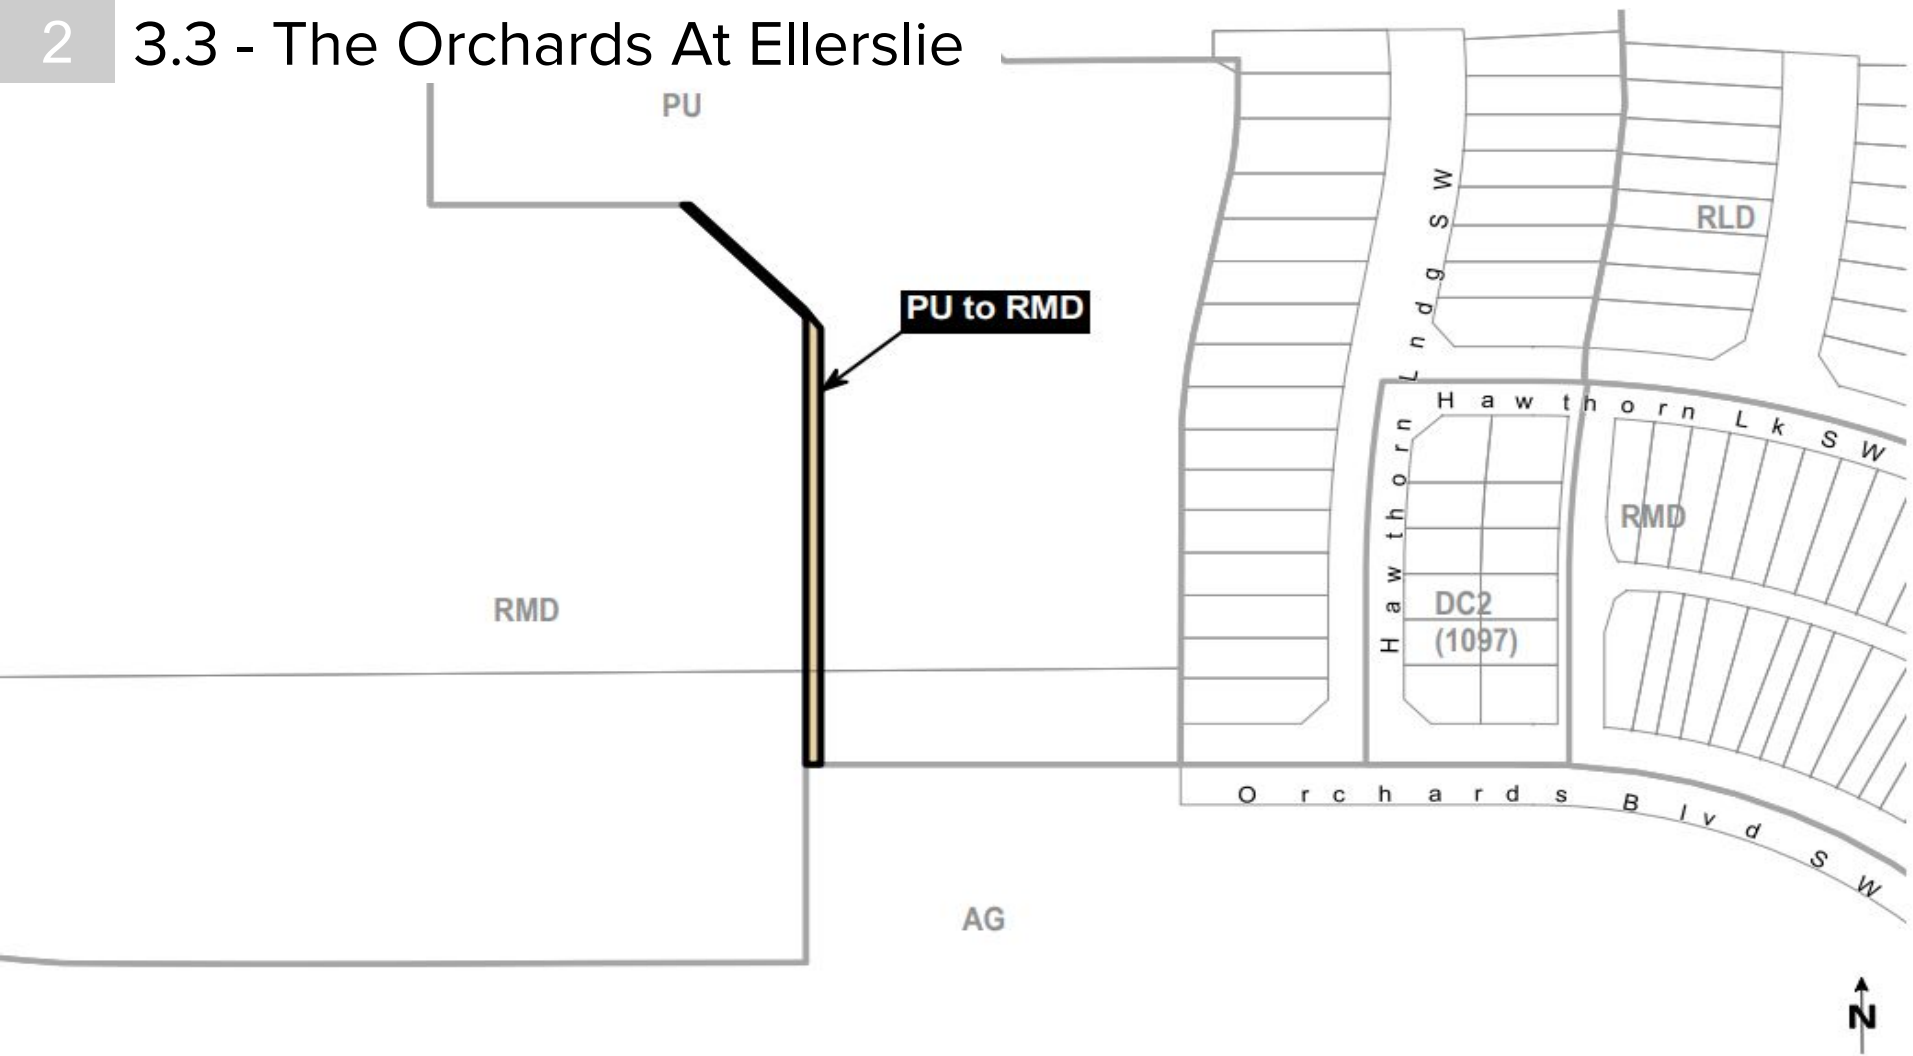 2
3.3 - The Orchards At Ellerslie
PU
RLD
PU to RMD
Hawthorn Lndg SW
Hawthorn Lk SW
RMD
RMD
DC2
(1097)
Orchards Blvd SW
AG
N